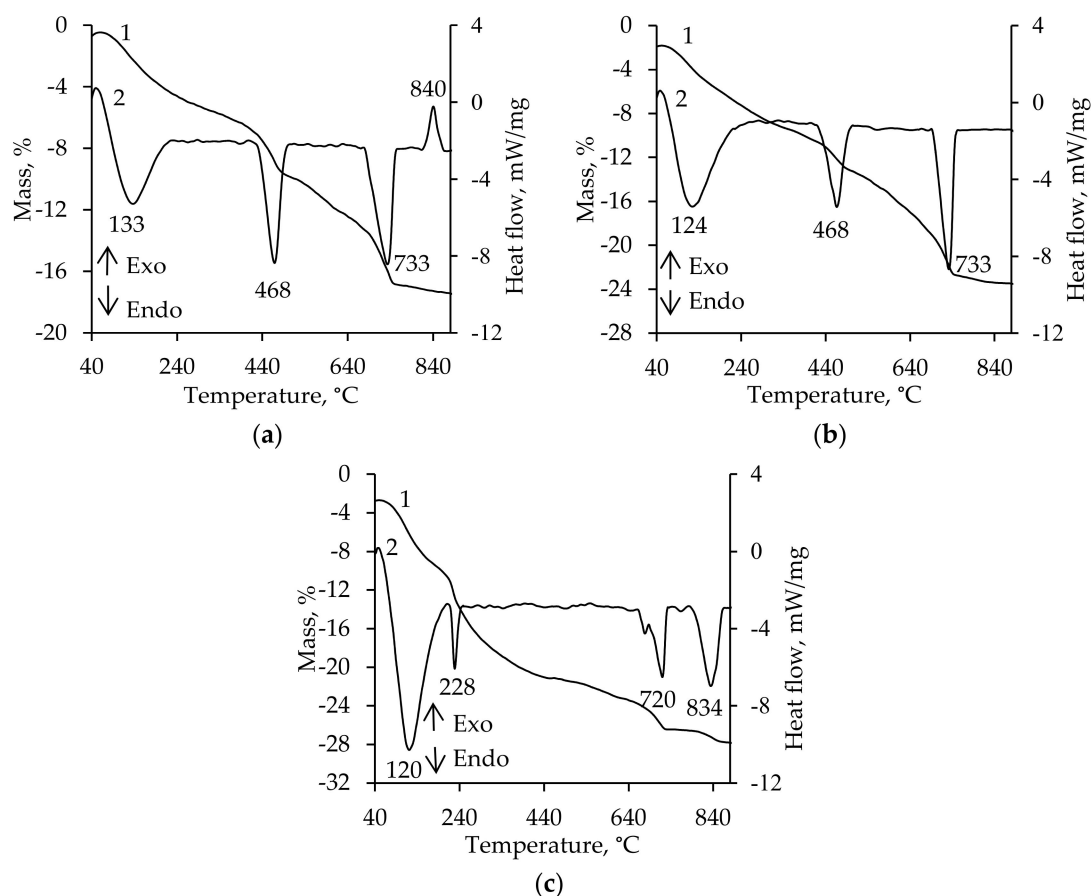 0 4
1
-4
2 840 0
Mass, %
-8
Heat flow, mW/mg
-4
-12
133
-8
-16 Exo 468 733
Endo
-20 -12
40 240 440 640 840
Temperature, °C
(a)
0 4
1
-4
2 0
-8
Mass, %
-12
Heat flow, mW/mg
-4
-16
124 468
-20
-8
Exo 733
-24
Endo
-28 -12
40 240 440 640 840
Temperature, °C
(b)
0 4
1
-4
2
-8 0
Mass, %
-12
Heat flow, mW/mg
-16 -4
-20
228 720 834
-24 -8
Exo
-28
120 Endo
-32 -12
40 240 440 640 840
Temperature, °C
(c)